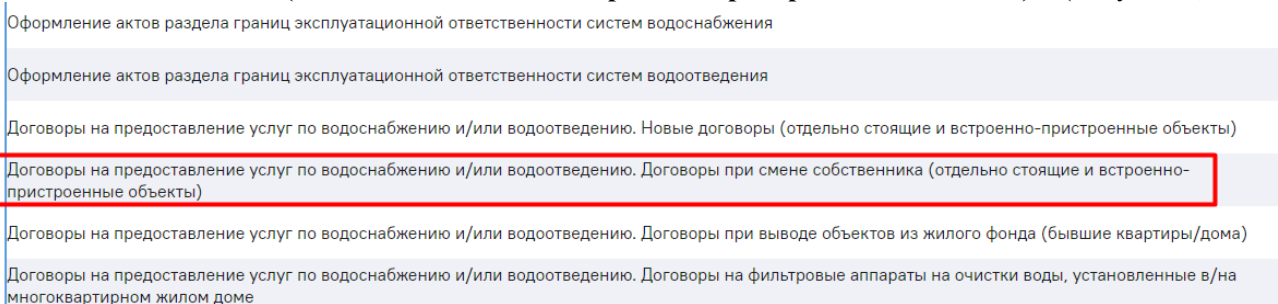 Оформление актов раздела границ эксплуатационной ответственности систем водоснабжения
Оформление актов раздела границ эксплуатационной ответственности систем водоотведения
Договоры на предоставление услуг по водоснабжению и/или водоотведению. Новые договоры (отдельно стоящие и встроенно-пристроенные объекты)
Договоры на предоставление услуг по водоснабжению и/или водоотведению. Договоры при смене собственника (отдельно стоящие и встроенно-
пристроенные объекты)
Договоры на предоставление услуг по водоснабжению и/или водоотведению. Договоры при выводе объектов из жилого фонда (бывшие квартиры/дома)
Договоры на предоставление услуг по водоснабжению и/или водоотведению. Договоры на фильтровые аппараты на очистки воды, установленные в/на
многоквартирном жилом доме